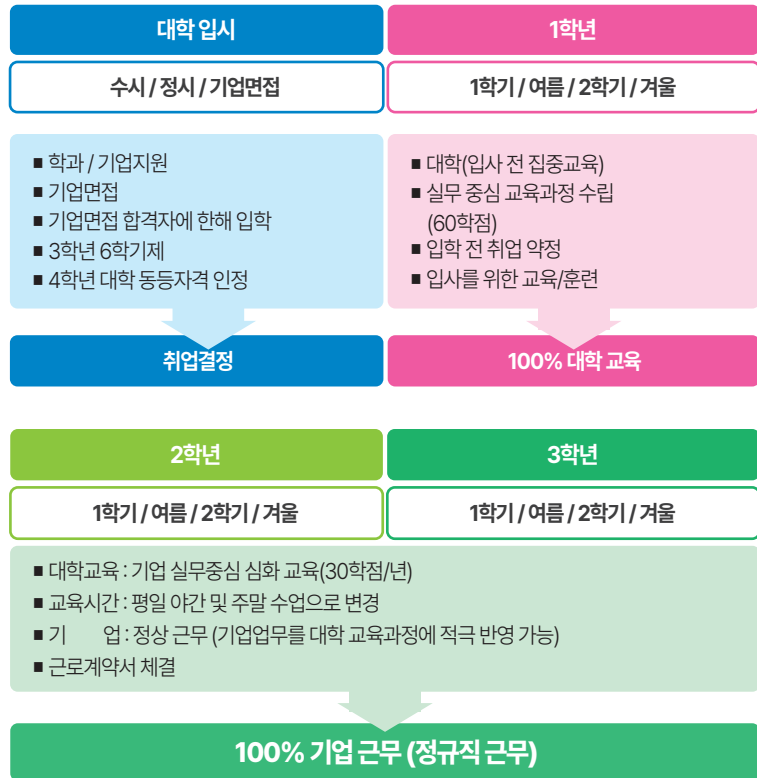 대학 입시
1학년
수시 / 정시 / 기업면접
1학기 / 여름 / 2학기 / 겨울
■ 학과 / 기업지원
■ 기업면접
■ 기업면접 합격자에 한해 입학
■ 3학년 6학기제
■ 4학년 대학 동등자격 인정
■ 대학(입사 전 집중교육)
■ 실무 중심 교육과정 수립
(60학점)
■ 입학 전 취업 약정
■ 입사를 위한 교육/훈련
취업결정
100% 대학 교육
2학년
3학년
1학기 / 여름 / 2학기 / 겨울
1학기 / 여름 / 2학기 / 겨울
■ 대학교육 : 기업 실무중심 심화 교육(30학점/년)
■ 교육시간 : 평일 야간 및 주말 수업으로 변경
■ 기 업 : 정상 근무 (기업업무를 대학 교육과정에 적극 반영 가능)
■ 근로계약서 체결
100% 기업 근무 (정규직 근무)